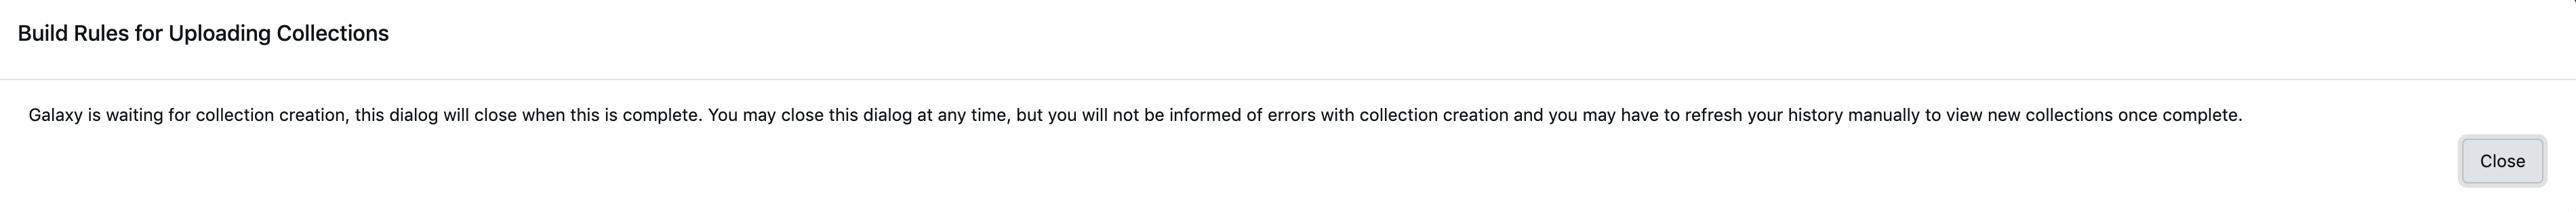 Build Rules for Uploading Collections
Galaxy is waiting for collection creation, this dialog will close when this is complete. You may close this dialog at any time, but you will not be informed of errors with collection creation and you may have to refresh your history manually to view new collections once complete.
Close